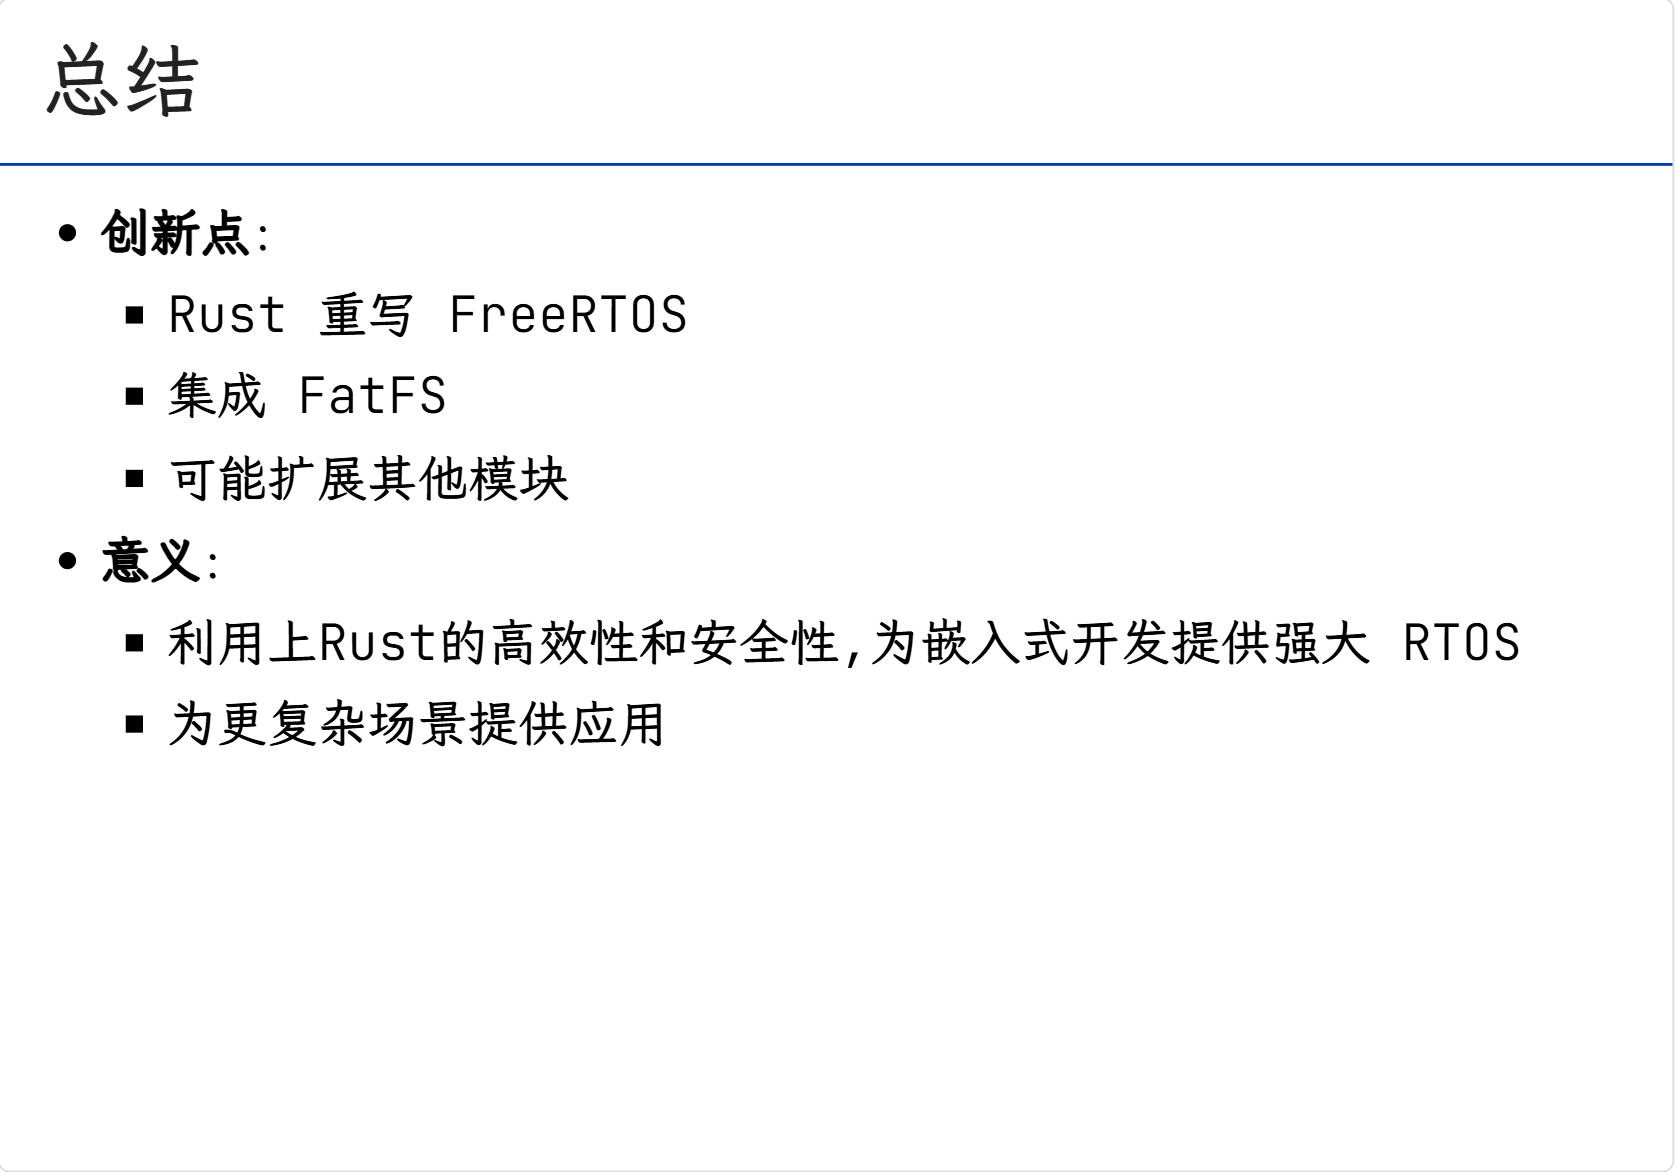 总结
• 创新点:
▪ Rust 重写 FreeRTOS
▪ 集成 FatFS
▪ 可能扩展其他模块
• 意义:
▪ 利用上Rust的高效性和安全性,为嵌入式开发提供强大 RTOS
▪ 为更复杂场景提供应用